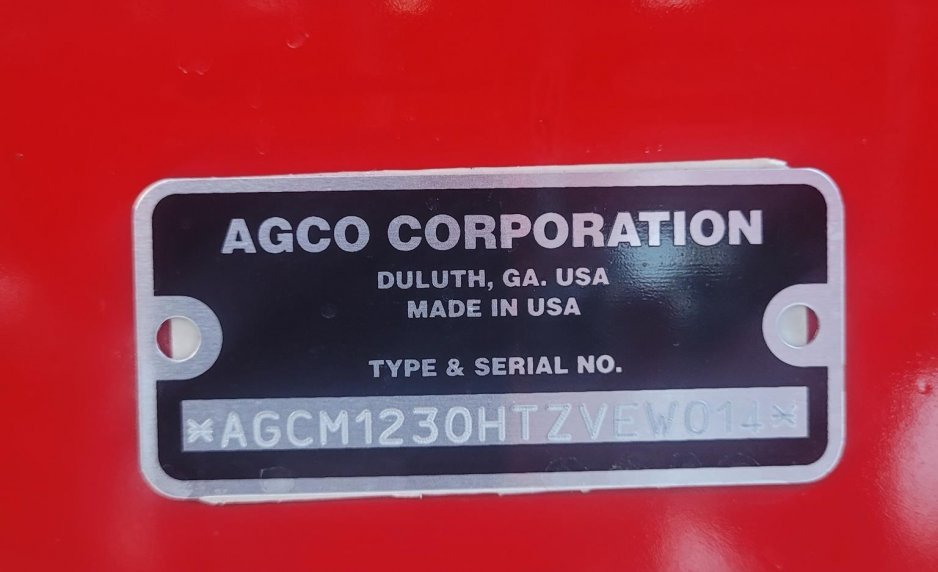 AGCO CORPORATION
DULUTH, GA. USA
MADE IN USA
TYPE & SERIAL NO.
*AGCM1230HTZVEW014*